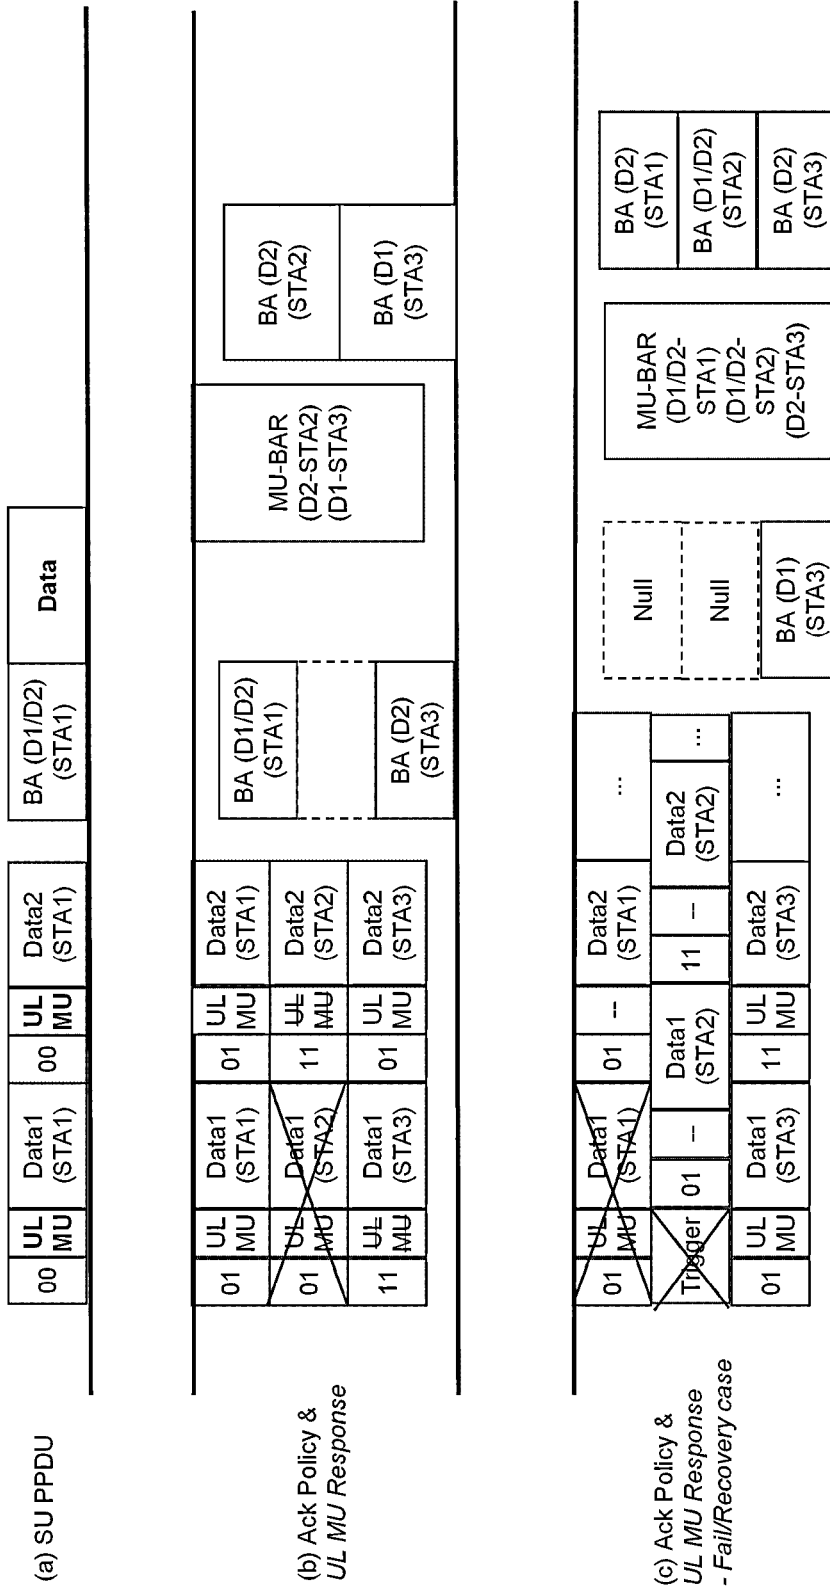 (a) SU PPDU
00
UL
MU
Data1
(STA1)
00
UL
MU
Data2
(STA1)
BA (D1/D2)
(STA1)
Data
(b) Ack Policy &
UL MU Response
01
UL
MU
Data1
(STA1)
01
UL
MU
Data2
(STA1)
01
UL
MU
Data1
(STA2)
11
UL
MU
Data2
(STA2)
11
UL
MU
Data1
(STA3)
01
UL
MU
Data2
(STA3)
BA (D1/D2)
(STA1)
BA (D2)
(STA3)
MU-BAR
(D2-STA2)
(D1-STA3)
BA (D2)
(STA2)
BA (D1)
(STA3)
(c) Ack Policy &
UL MU Response
- Fail/Recovery case
01
UL
MU
Data1
(STA1)
01
--
Data2
(STA1)
...
Trigger
01
--
Data1
(STA2)
11
--
Data2
(STA2)
...
01
UL
MU
Data1
(STA3)
11
UL
MU
Data2
(STA3)
...
Null
Null
BA (D1)
(STA3)
MU-BAR
(D1/D2-
STA1)
(D1/D2-
STA2)
(D2-STA3)
BA (D2)
(STA1)
BA (D1/D2)
(STA2)
BA (D2)
(STA3)